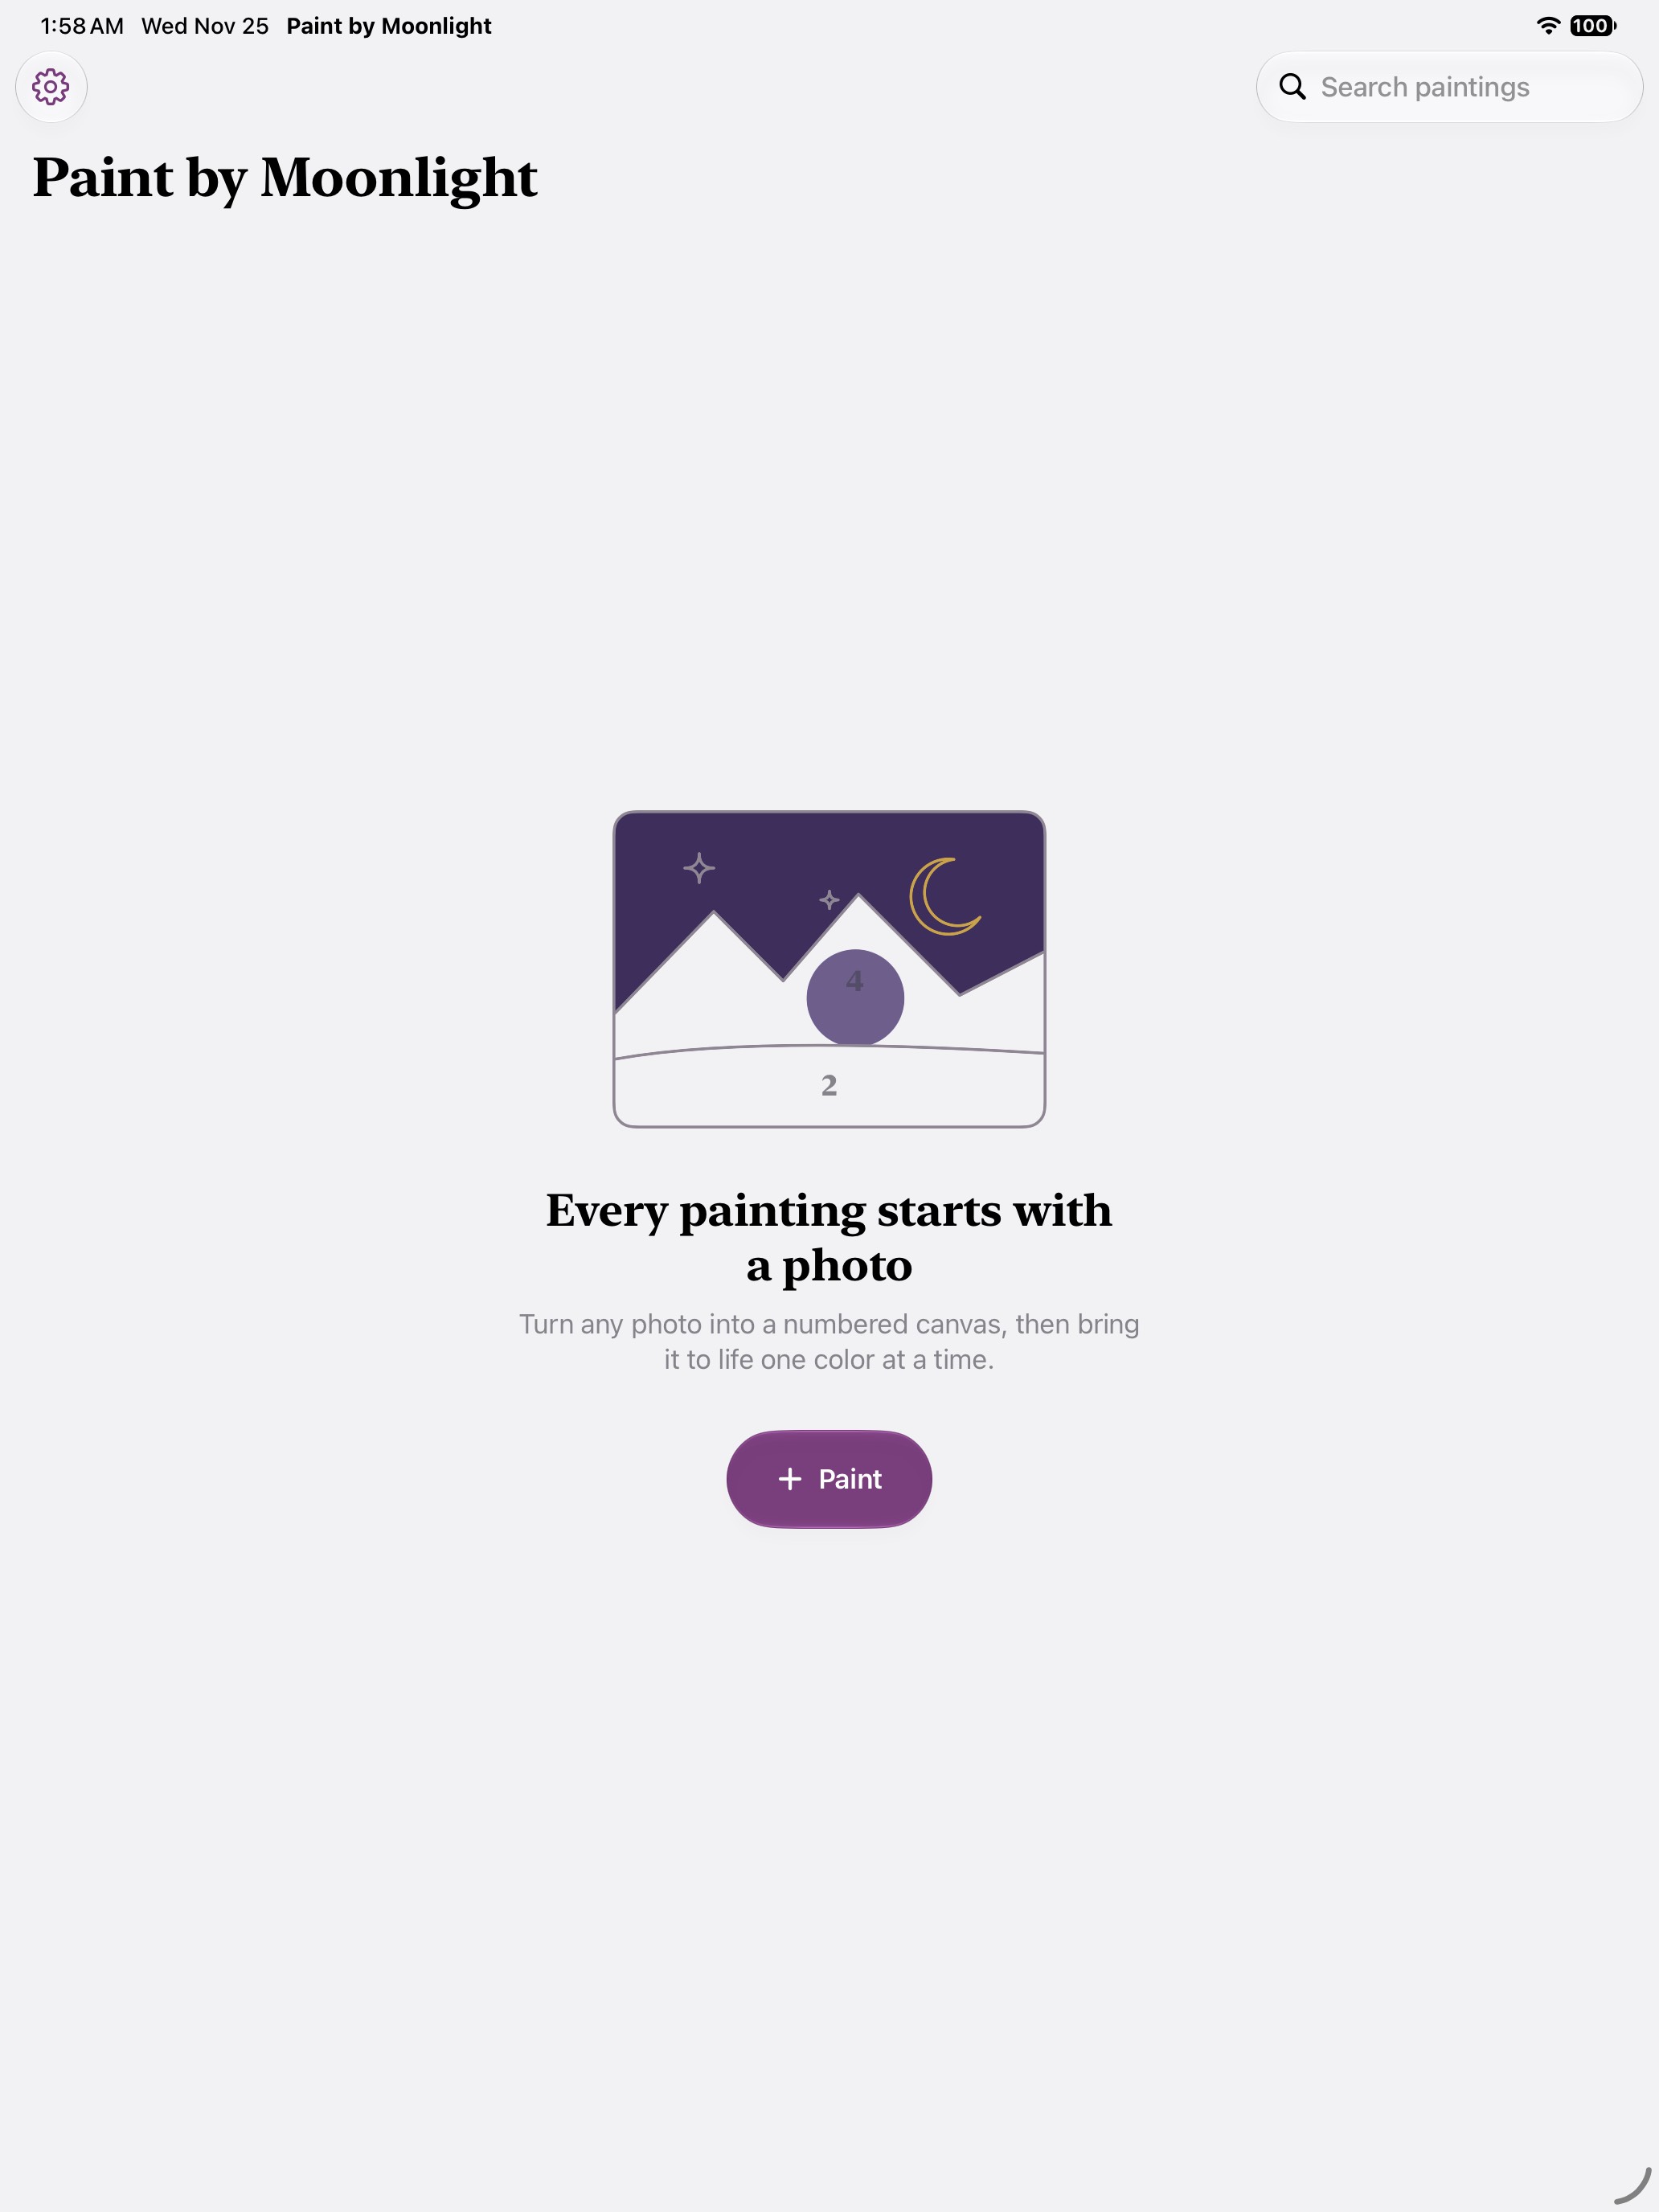 1:58 AM Wed Nov 25 Paint by Moonlight 100
Search paintings
Paint by Moonlight
4
2
Every painting starts with
a photo
Turn any photo into a numbered canvas, then bring
it to life one color at a time.
+ Paint